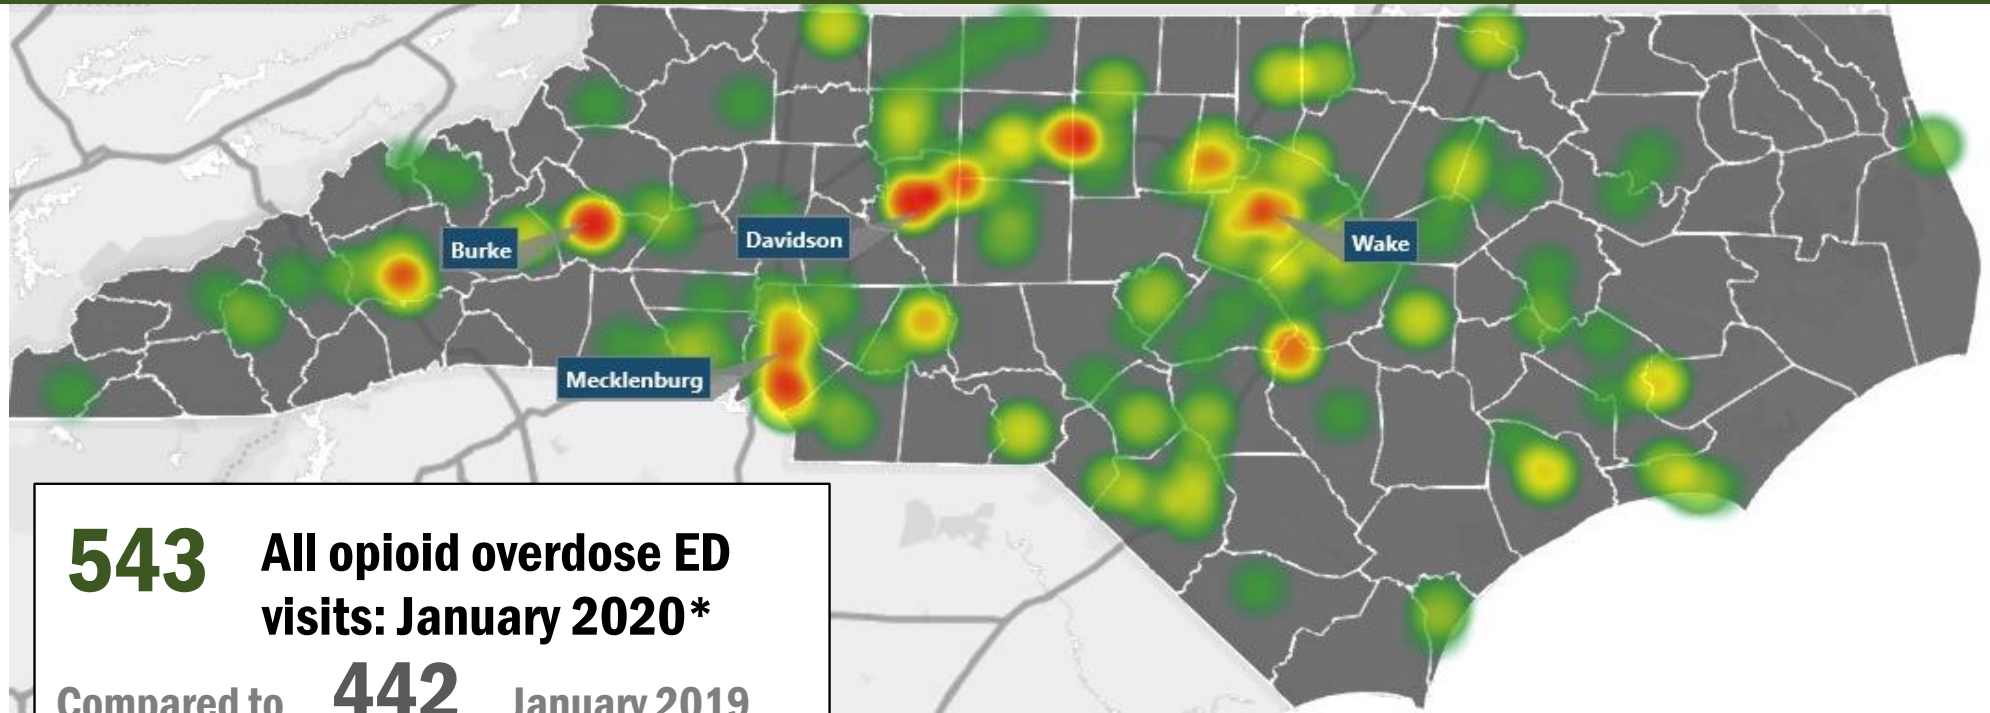 Burke
Davidson
Wake
Mecklenburg
543 All opioid overdose ED
visits: January 2020*
Compared to 442 January 2019